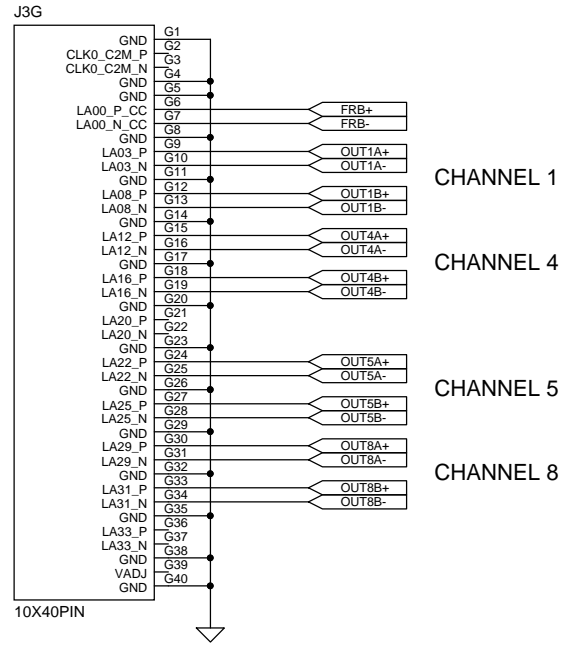 J3G
GND G1
CLK0_C2M_P G2
CLK0_C2M_N G3
GND G4
GND G5
LA00_P_CC G6 FRB+
LA00_N_CC G7 FRB-
GND G8
LA03_P G9 OUT1A+
LA03_N G10 OUT1A-
GND G11
CHANNEL 1
LA08_P G12 OUT1B+
LA08_N G13 OUT1B-
GND G14
LA12_P G15 OUT4A+
LA12_N G16 OUT4A-
GND G17
CHANNEL 4
LA16_P G18 OUT4B+
LA16_N G19 OUT4B-
GND G20
LA20_P G21
LA20_N G22
GND G23
LA22_P G24 OUT5A+
LA22_N G25 OUT5A-
GND G26
CHANNEL 5
LA25_P G27 OUT5B+
LA25_N G28 OUT5B-
GND G29
LA29_P G30 OUT8A+
LA29_N G31 OUT8A-
GND G32
CHANNEL 8
LA31_P G33 OUT8B+
LA31_N G34 OUT8B-
GND G35
LA33_P G36
LA33_N G37
GND G38
VADJ G39
GND G40
10X40PIN